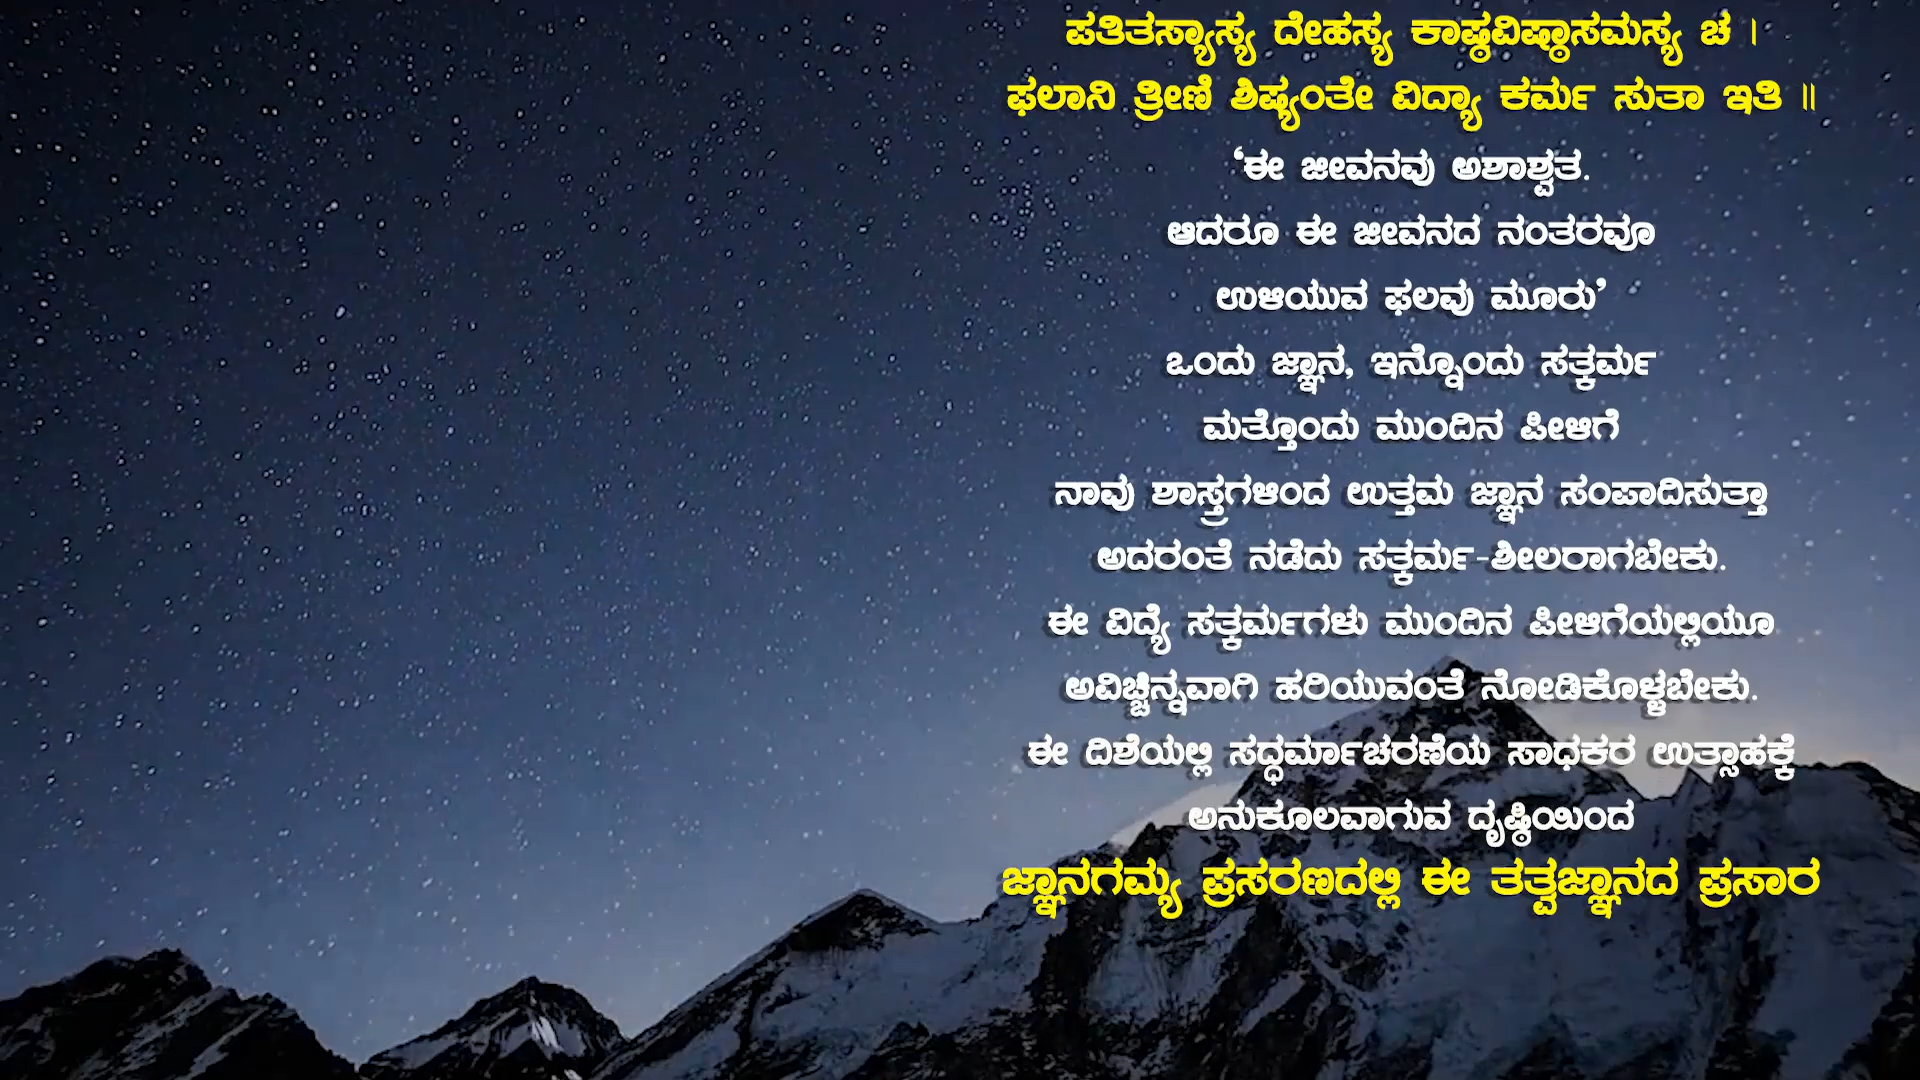 ಪತಿತಸ್ಯಾಸ್ಯ ದೇಹಸ್ಯ ಕಾಷ್ಠವಿಷ್ಠಾಸಮಸ್ಯ ಚ ।
ಫಲಾನಿ ತ್ರೀಣಿ ಶಿಷ್ಯಂತೇ ವಿದ್ಯಾ ಕರ್ಮ ಸುತಾ ಇತಿ ॥
‘ಈ ಜೀವನವು ಅಶಾಶ್ವತ.
ಆದರೂ ಈ ಜೀವನದ ನಂತರವೂ
ಉಳಿಯುವ ಫಲವು ಮೂರು’
ಒಂದು ಜ್ಞಾನ, ಇನ್ನೊಂದು ಸತ್ಕರ್ಮ
ಮತ್ತೊಂದು ಮುಂದಿನ ಪೀಳಿಗೆ
ನಾವು ಶಾಸ್ತ್ರಗಳಿಂದ ಉತ್ತಮ ಜ್ಞಾನ ಸಂಪಾದಿಸುತ್ತಾ
ಅದರಂತೆ ನಡೆದು ಸತ್ಕರ್ಮ-ಶೀಲರಾಗಬೇಕು.
ಈ ವಿದ್ಯೆ ಸತ್ಕರ್ಮಗಳು ಮುಂದಿನ ಪೀಳಿಗೆಯಲ್ಲಿಯೂ
ಅವಿಚ್ಚಿನ್ನವಾಗಿ ಹರಿಯುವಂತೆ ನೋಡಿಕೊಳ್ಳಬೇಕು.
ಈ ದಿಶೆಯಲ್ಲಿ ಸದ್ಧರ್ಮಾಚರಣೆಯ ಸಾಧಕರ ಉತ್ಸಾಹಕ್ಕೆ
ಅನುಕೂಲವಾಗುವ ದೃಷ್ಠಿಯಿಂದ
ಜ್ಞಾನಗಮ್ಯ ಪ್ರಸರಣದಲ್ಲಿ ಈ ತತ್ವಜ್ಞಾನದ ಪ್ರಸಾರ